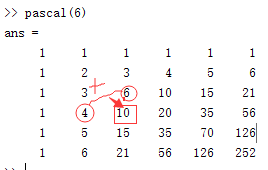 >> pascal(6)
ans =
1 1 1 1 1 1
1 2 3 4 5 6
1 3 + 6 10 15 21
1 4 10 20 35 56
1 5 15 35 70 126
1 6 21 56 126 252
>>